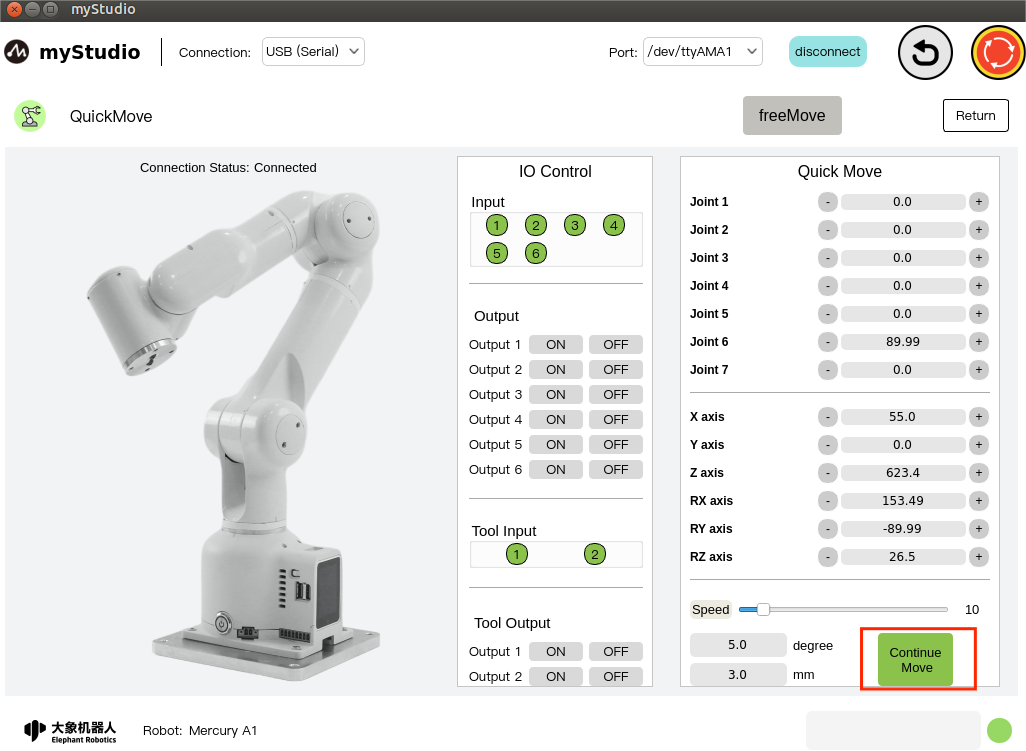 myStudio
myStudio
Connection:
USB (Serial)
Port:
/dev/ttyAMA1
disconnect
QuickMove
freeMove
Return
Connection Status: Connected
IO Control
Input
1 2 3 4
5 6
Output
Output 1 ON OFF
Output 2 ON OFF
Output 3 ON OFF
Output 4 ON OFF
Output 5 ON OFF
Output 6 ON OFF
Tool Input
1 2
Tool Output
Output 1 ON OFF
Output 2 ON OFF
Quick Move
Joint 1 - 0.0 +
Joint 2 - 0.0 +
Joint 3 - 0.0 +
Joint 4 - 0.0 +
Joint 5 - 0.0 +
Joint 6 - 89.99 +
Joint 7 - 0.0 +
X axis - 55.0 +
Y axis - 0.0 +
Z axis - 623.4 +
RX axis - 153.49 +
RY axis - -89.99 +
RZ axis - 26.5 +
Speed 10
5.0 degree
3.0 mm
Continue
Move
大象机器人
Elephant Robotics
Robot: Mercury A1